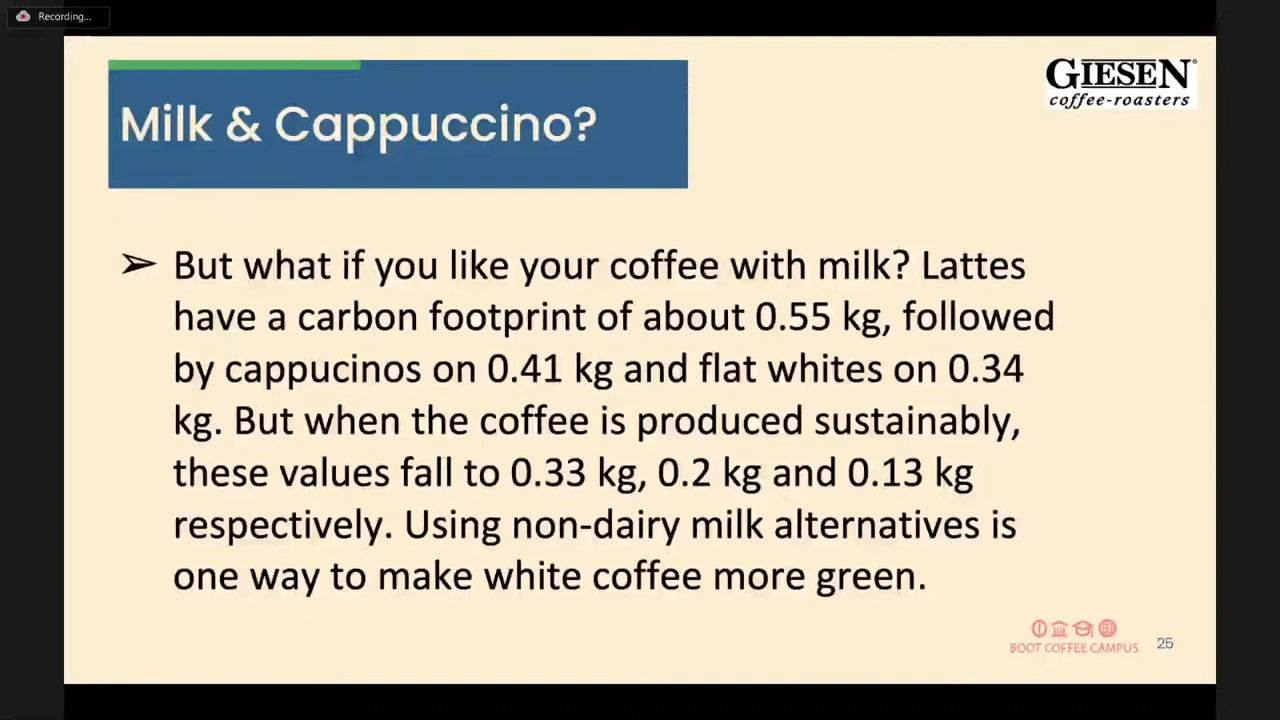 Recording...
GIESEN
coffee-roasters
Milk & Cappuccino?
➢ But what if you like your coffee with milk? Lattes
have a carbon footprint of about 0.55 kg, followed
by cappucinos on 0.41 kg and flat whites on 0.34
kg. But when the coffee is produced sustainably,
these values fall to 0.33 kg, 0.2 kg and 0.13 kg
respectively. Using non-dairy milk alternatives is
one way to make white coffee more green.
BOOT COFFEE CAMPUS
25